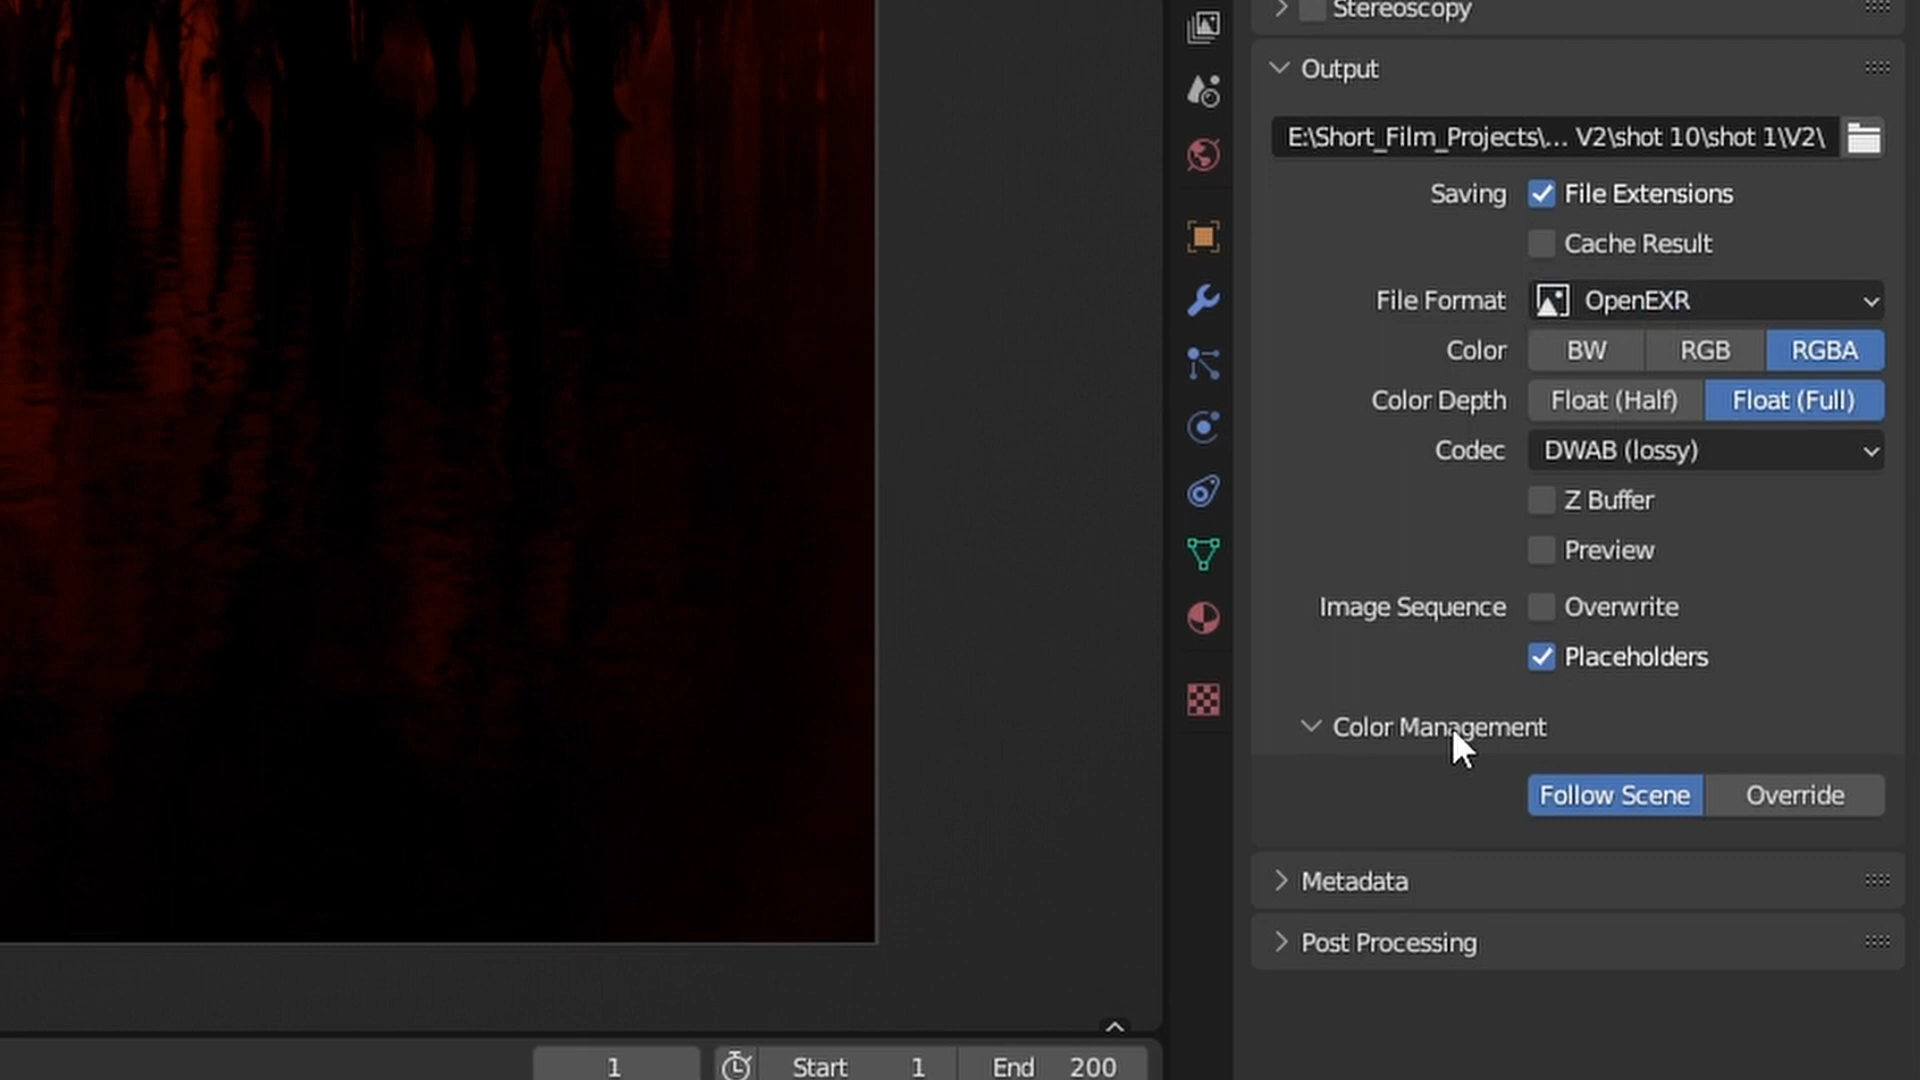 Stereoscopy
Output
E:\Short_Film_Projects\... V2\shot 10\shot 1\V2\
Saving File Extensions
Cache Result
File Format OpenEXR
Color BW RGB RGBA
Color Depth Float (Half) Float (Full)
Codec DWAB (lossy)
Z Buffer
Preview
Image Sequence Overwrite
Placeholders
Color Management
Follow Scene Override
Metadata
Post Processing
1 Start 1 End 200